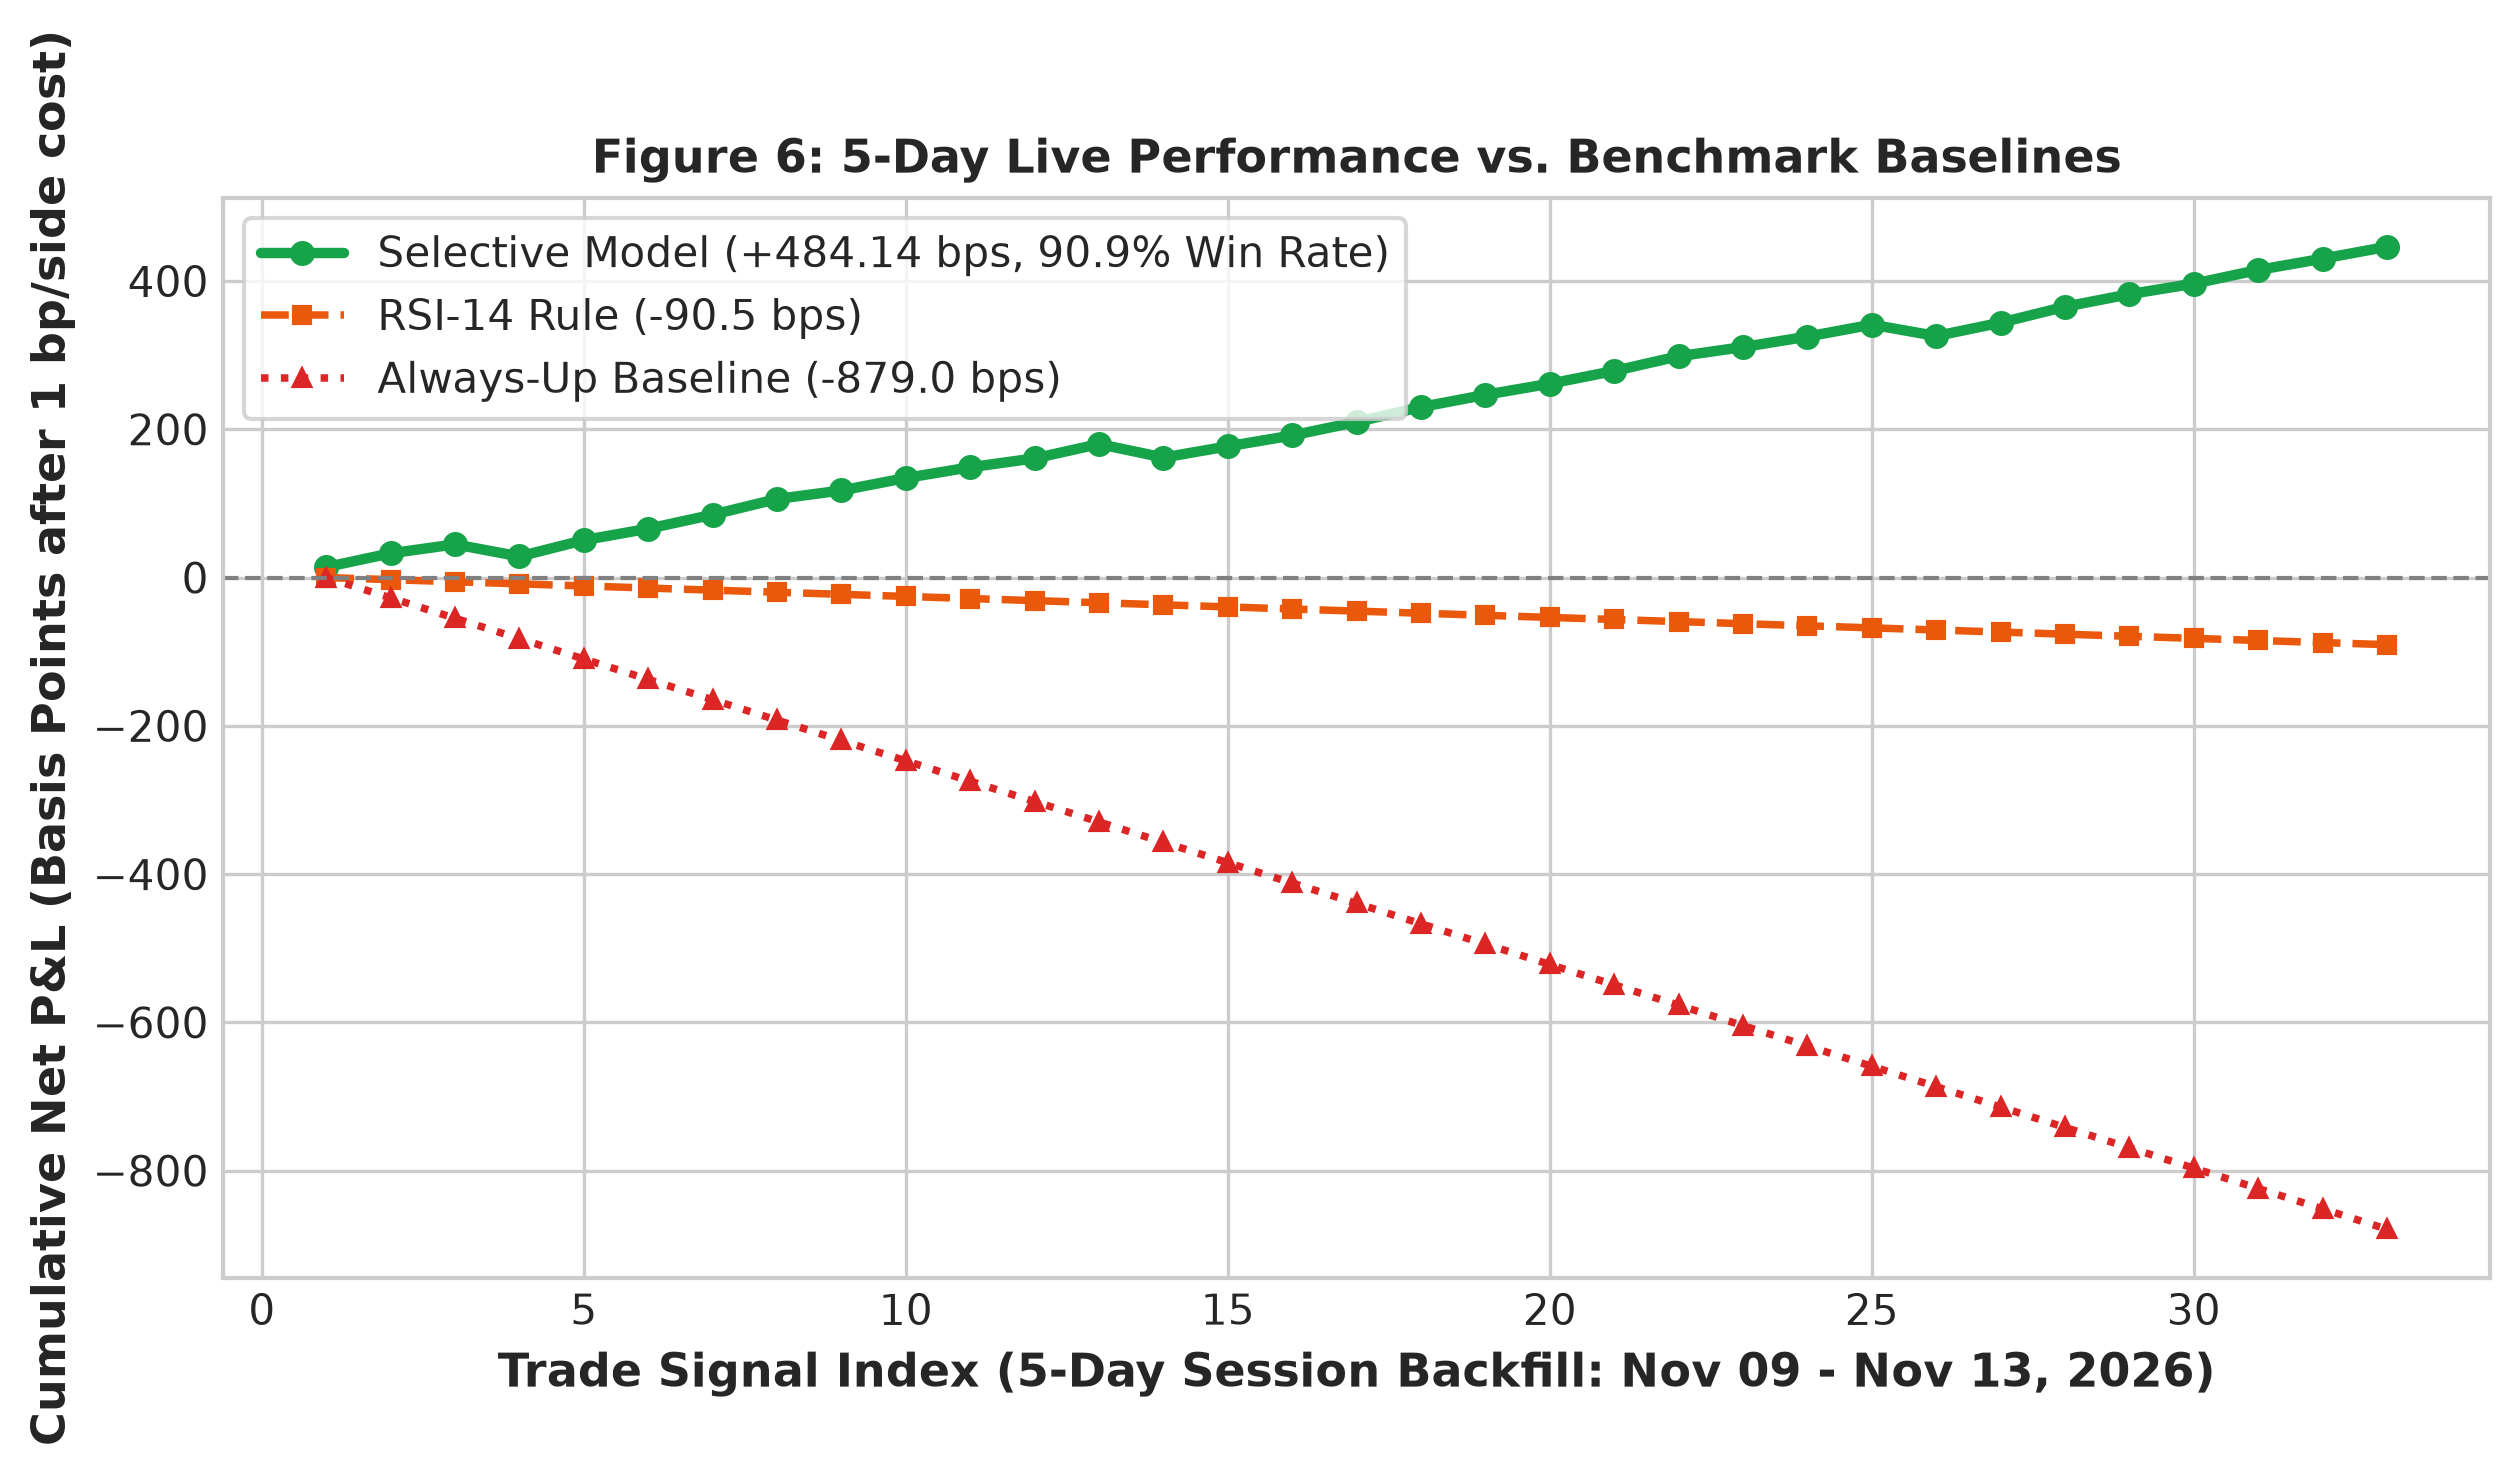 Figure 6: 5-Day Live Performance vs. Benchmark Baselines
Cumulative Net P&L (Basis Points after 1 bp/side cost)
Selective Model (+484.14 bps, 90.9% Win Rate)
RSI-14 Rule (-90.5 bps)
Always-Up Baseline (-879.0 bps)
400
200
0
−200
−400
−600
−800
0 5 10 15 20 25 30
Trade Signal Index (5-Day Session Backfill: Nov 09 - Nov 13, 2026)